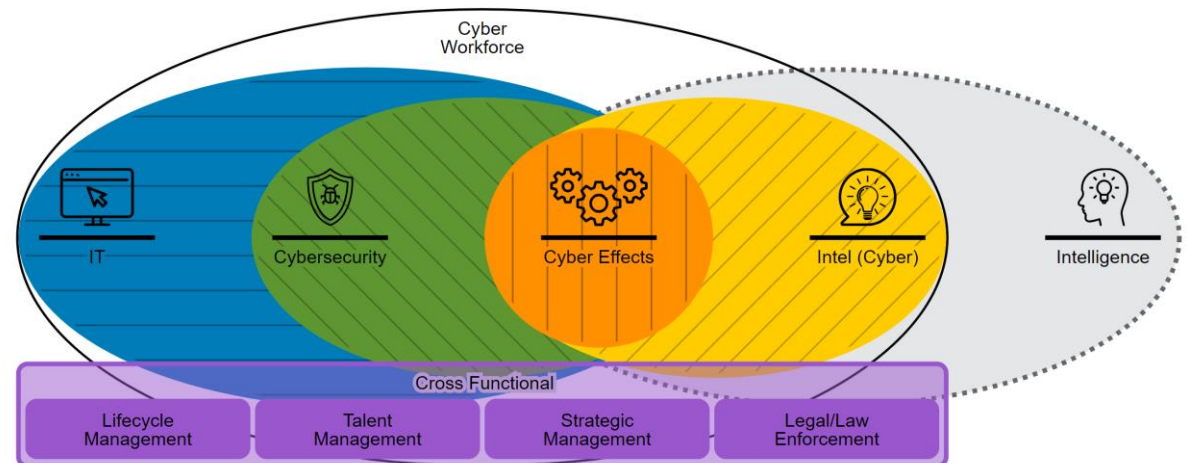 Cyber
Workforce
IT
Cybersecurity
Cyber Effects
Intel (Cyber)
Intelligence
Cross Functional
Lifecycle
Management
Talent
Management
Strategic
Management
Legal/Law
Enforcement